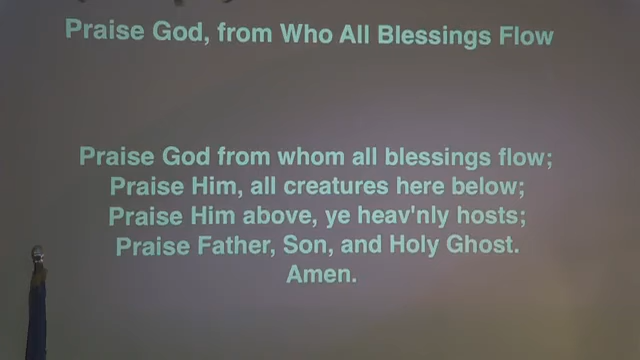 Praise God, from Who All Blessings Flow
Praise God from whom all blessings flow;
Praise Him, all creatures here below;
Praise Him above, ye heav'nly hosts;
Praise Father, Son, and Holy Ghost.
Amen.